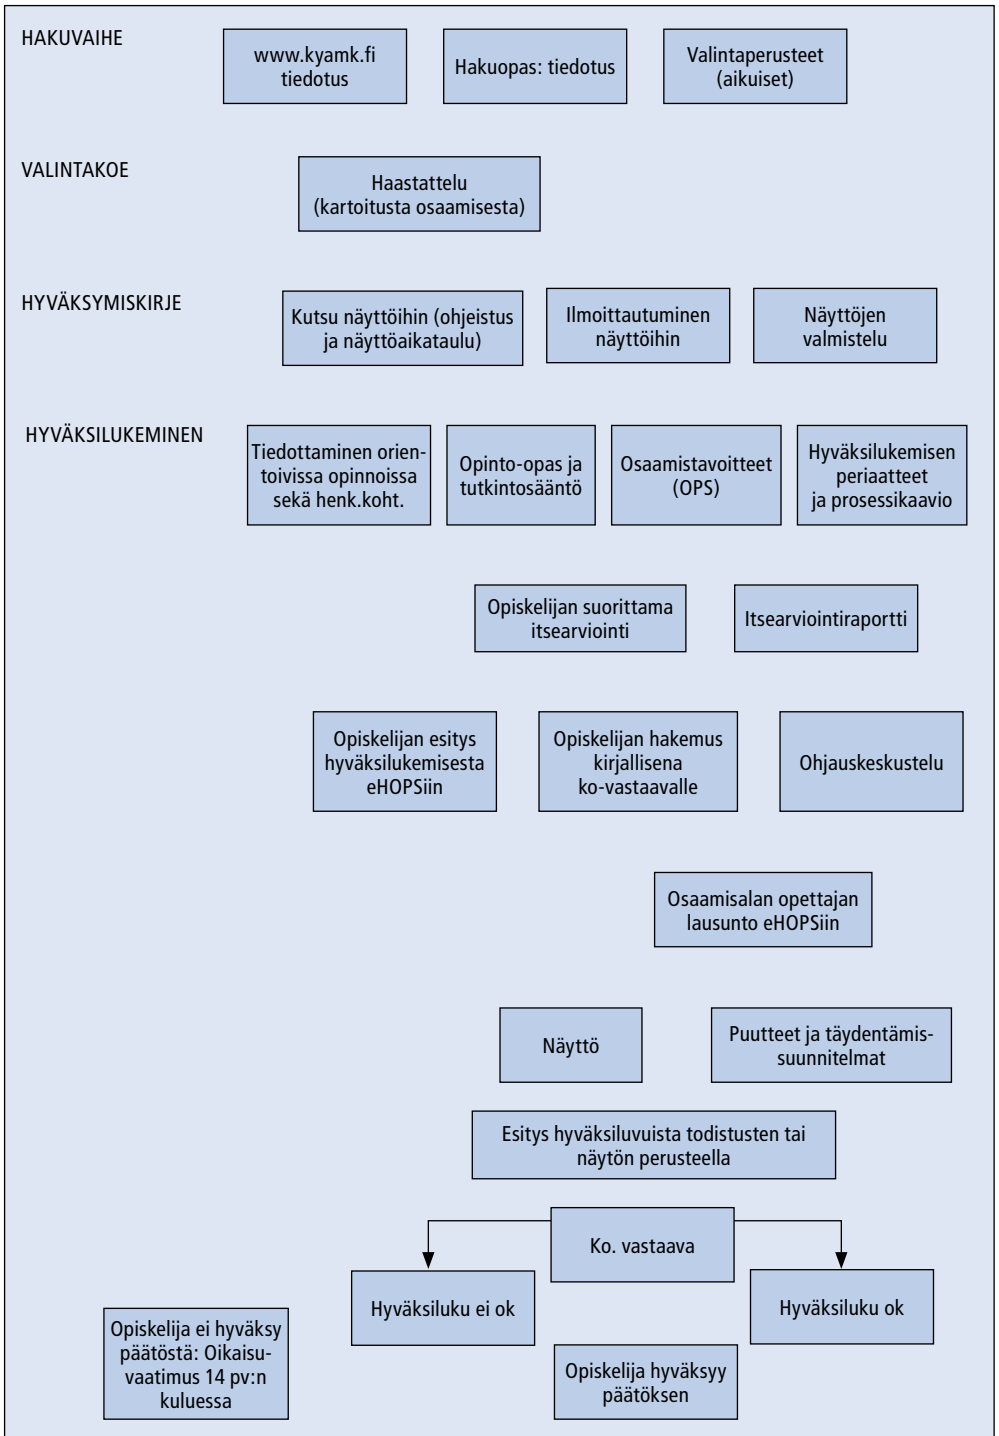 HAKUVAIHE
www.kyamk.fi
tiedotus
Hakuopas: tiedotus
Valintaperusteet
(aikuiset)
VALINTAKOE
Haastattelu
(kartoitusta osaamisesta)
HYVÄKSYMISKIRJE
Kutsu näyttöihin (ohjeistus
ja näyttöaikataulu)
Ilmoittautuminen
näyttöihin
Näyttöjen
valmistelu
HYVÄKSILUKEMINEN
Tiedottaminen orien-
toivissa opinnoissa
sekä henk.koht.
Opinto-opas ja
tutkintosääntö
Osaamistavoitteet
(OPS)
Hyväksilukemisen
periaatteet
ja prosessikaavio
Opiskelijan suorittama
itsearviointi
Itsearviointiraportti
Opiskelijan esitys
hyväksilukemisesta
eHOPSiin
Opiskelijan hakemus
kirjallisena
ko-vastaavalle
Ohjauskeskustelu
Osaamisalan opettajan
lausunto eHOPSiin
Näyttö
Puutteet ja täydentämis-
suunnitelmat
Esitys hyväksiluvuista todistusten tai
näytön perusteella
Ko. vastaava
Hyväksiluku ei ok
Hyväksiluku ok
Opiskelija ei hyväksy
päätöstä: Oikaisu-
vaatimus 14 pv:n
kuluessa
Opiskelija hyväksyy
päätöksen